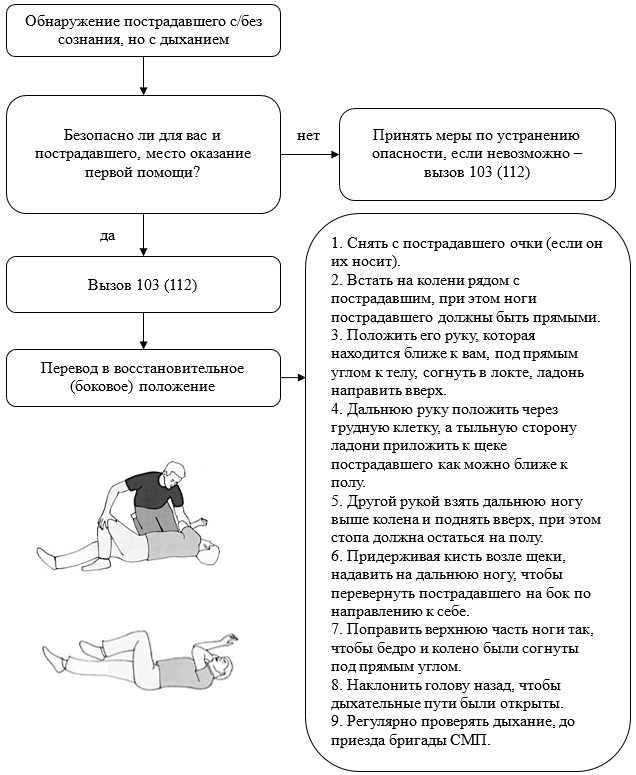 Обнаружение пострадавшего с/без
сознания, но с дыханием
Безопасно ли для вас и
пострадавшего, место оказание
первой помощи?
нет
Принять меры по устранению
опасности, если невозможно –
вызов 103 (112)
да
Вызов 103 (112)
Перевод в восстановительное
(боковое) положение
1. Снять с пострадавшего очки (если он
их носит).
2. Встать на колени рядом с
пострадавшим, при этом ноги
пострадавшего должны быть прямыми.
3. Положить его руку, которая
находится ближе к вам, под прямым
углом к телу, согнуть в локте, ладонь
направить вверх.
4. Дальнюю руку положить через
грудную клетку, а тыльную сторону
ладони приложить к щеке
пострадавшего как можно ближе к
полу.
5. Другой рукой взять дальнюю ногу
выше колена и поднять вверх, при этом
стопа должна остаться на полу.
6. Придерживая кисть возле щеки,
надавить на дальнюю ногу, чтобы
перевернуть пострадавшего на бок по
направлению к себе.
7. Поправить верхнюю часть ноги так,
чтобы бедро и колено были согнуты
под прямым углом.
8. Наклонить голову назад, чтобы
дыхательные пути были открыты.
9. Регулярно проверять дыхание, до
приезда бригады СМП.